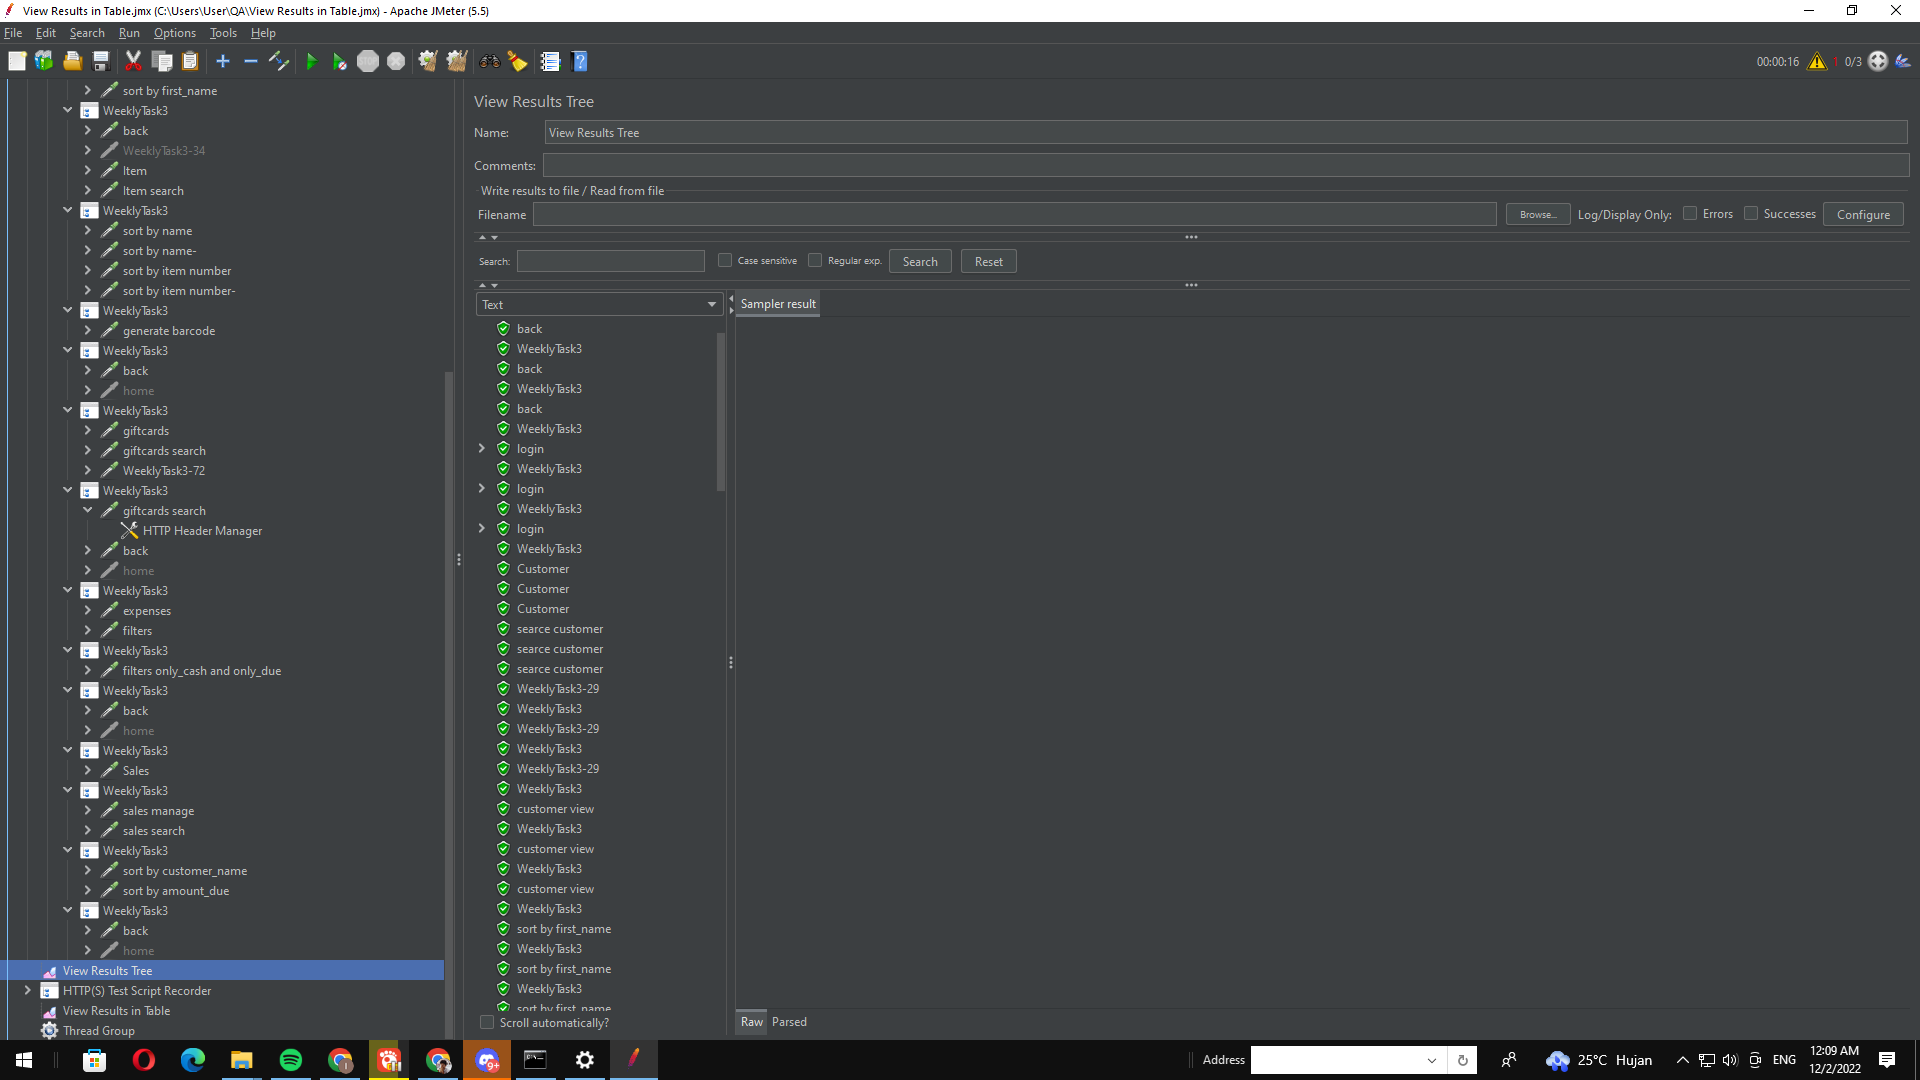 View Results in Table.jmx (C:\Users\User\QA\View Results in Table.jmx) - Apache JMeter (5.5)
File Edit Search Run Options Tools Help
00:00:16 1 0/3
sort by first_name
WeeklyTask3
back
WeeklyTask3-34
Item
Item search
WeeklyTask3
sort by name
sort by name-
sort by item number
sort by item number-
WeeklyTask3
generate barcode
WeeklyTask3
back
home
WeeklyTask3
giftcards
giftcards search
WeeklyTask3-72
WeeklyTask3
giftcards search
HTTP Header Manager
back
home
WeeklyTask3
expenses
filters
WeeklyTask3
filters only_cash and only_due
WeeklyTask3
back
home
WeeklyTask3
Sales
WeeklyTask3
sales manage
sales search
WeeklyTask3
sort by customer_name
sort by amount_due
WeeklyTask3
back
home
View Results Tree
HTTP(S) Test Script Recorder
View Results in Table
Thread Group
View Results Tree
Name: View Results Tree
Comments:
Write results to file / Read from file
Filename Browse... Log/Display Only: Errors Successes Configure
Search: Case sensitive Regular exp. Search Reset
Text
Sampler result
back
WeeklyTask3
back
WeeklyTask3
back
WeeklyTask3
login
WeeklyTask3
login
WeeklyTask3
login
WeeklyTask3
Customer
Customer
Customer
searce customer
searce customer
searce customer
WeeklyTask3-29
WeeklyTask3
WeeklyTask3-29
WeeklyTask3
WeeklyTask3-29
WeeklyTask3
customer view
WeeklyTask3
customer view
WeeklyTask3
customer view
WeeklyTask3
sort by first_name
WeeklyTask3
sort by first_name
WeeklyTask3
sort by first_name
Scroll automatically?
Raw Parsed
9+
Address
25°C Hujan
ENG
12:09 AM
12/2/2022